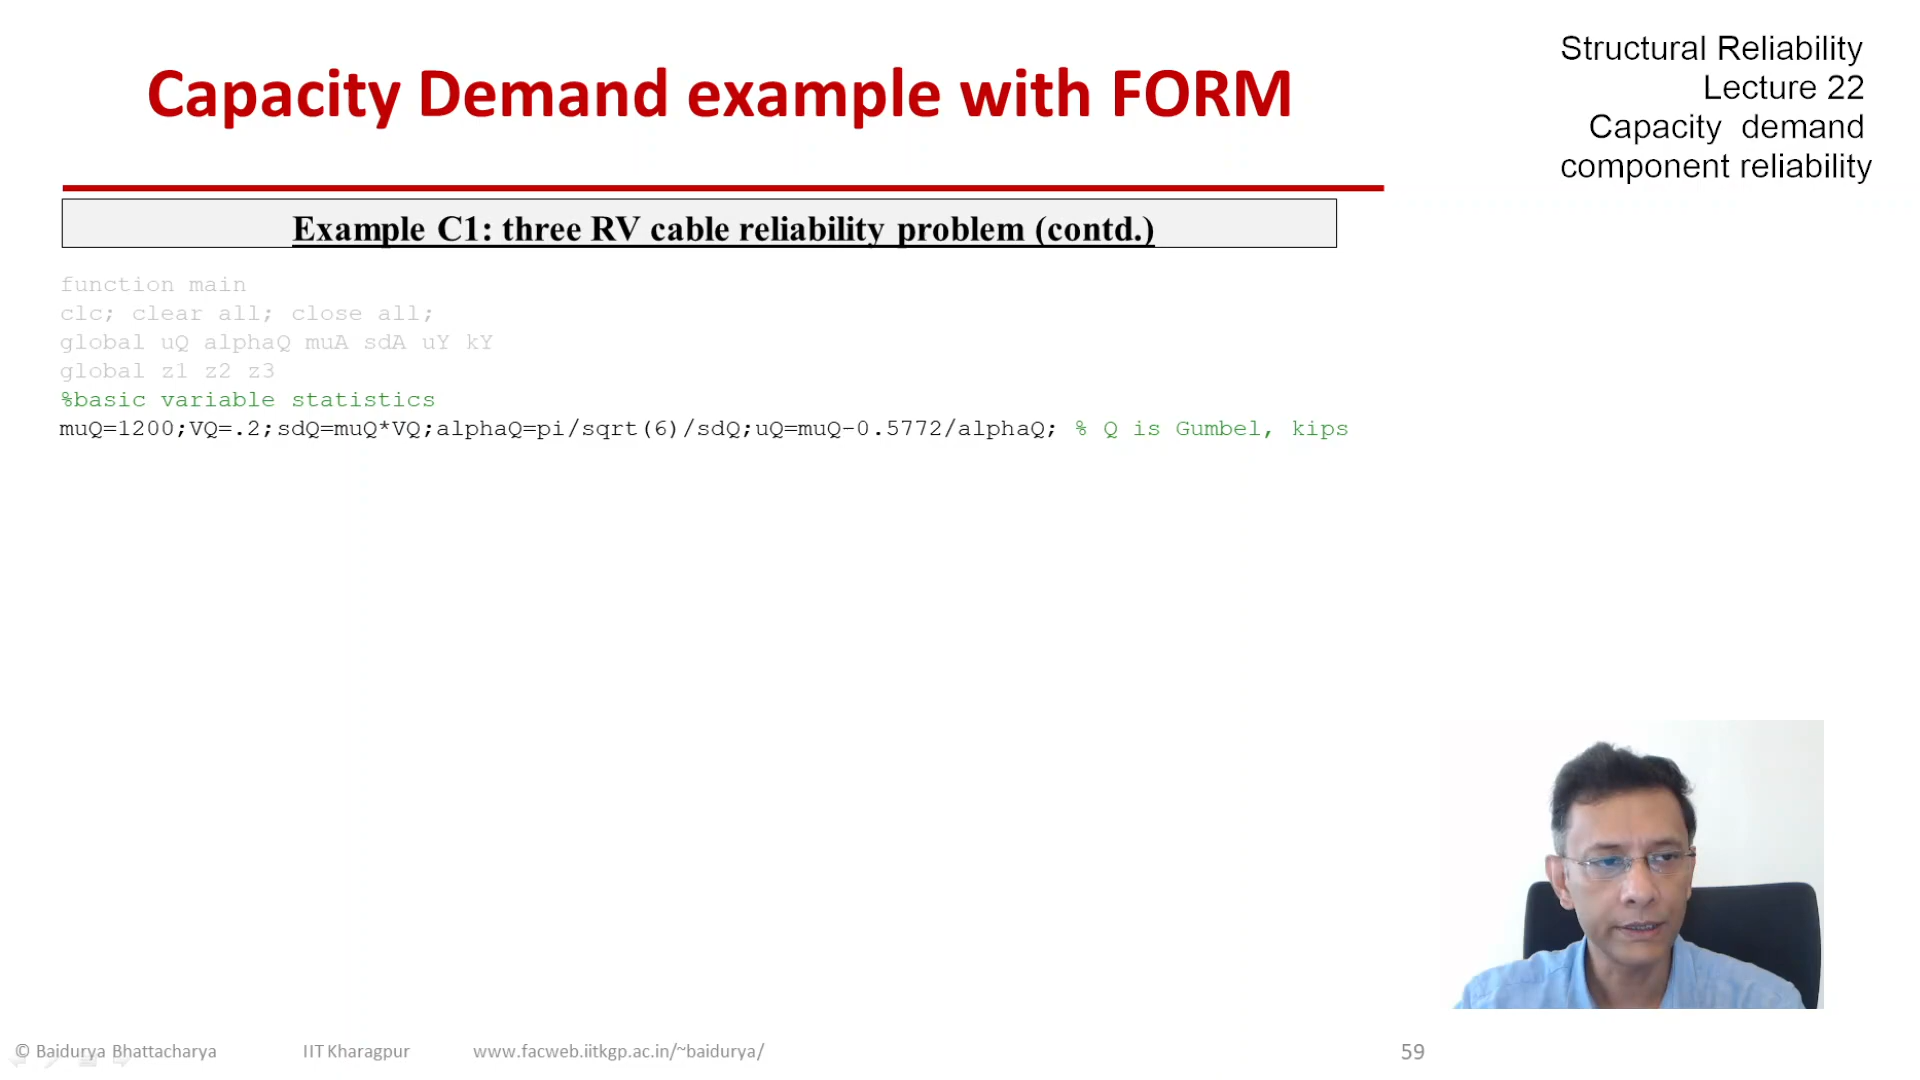 Capacity Demand example with FORM
Structural Reliability
Lecture 22
Capacity demand
component reliability
Example C1: three RV cable reliability problem (contd.)
function main
clc; clear all; close all;
global uQ alphaQ muA sdA uY kY
global z1 z2 z3
%basic variable statistics
muQ=1200;VQ=.2;sdQ=muQ*VQ;alphaQ=pi/sqrt(6)/sdQ;uQ=muQ-0.5772/alphaQ; % Q is Gumbel, kips
© Baidurya Bhattacharya IIT Kharagpur www.facweb.iitkgp.ac.in/~baidurya/ 59